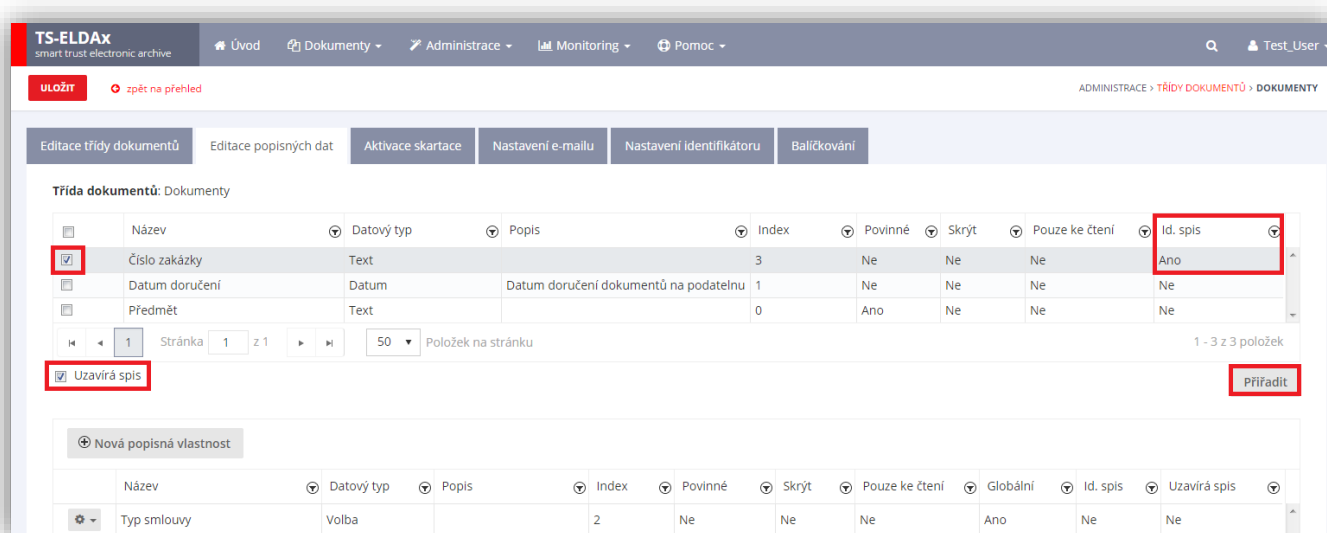 TS-ELDAx Úvod Dokumenty Administrace Monitoring Pomoc Test_User
smart trust electronic archive
ULOŽIT zpět na přehled ADMINISTRACE > TŘÍDY DOKUMENTŮ > DOKUMENTY
Editace třídy dokumentů Editace popisných dat Aktivace skartace Nastavení e-mailu Nastavení identifikátoru Balíčkování
Třída dokumentů: Dokumenty
Název Datový typ Popis Index Povinné Skrýt Pouze ke čtení Id. spis
Číslo zakázky Text 3 Ne Ne Ne Ano
Datum doručení Datum Datum doručení dokumentů na podatelnu 1 Ne Ne Ne Ne
Předmět Text 0 Ano Ne Ne Ne
1 Stránka 1 z 1 50 Položek na stránku 1 - 3 z 3 položek
Uzavírá spis
Přiřadit
Nová popisná vlastnost
Název Datový typ Popis Index Povinné Skrýt Pouze ke čtení Globální Id. spis Uzavírá spis
Typ smlouvy Volba 2 Ne Ne Ne Ano Ne Ne